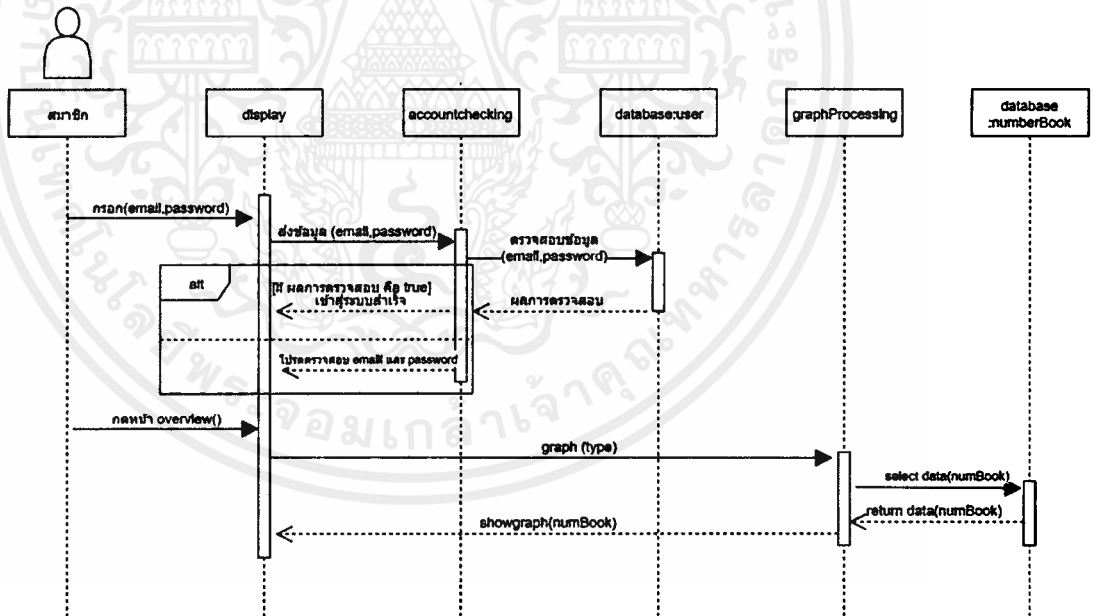 สมาชิก
display
accountchecking
database:user
graphProcessing
database
:numberBook
กรอก(email,password)
ส่งข้อมูล (email,password)
ตรวจสอบข้อมูล
(email,password)
alt
[if ผลการตรวจสอบ คือ true]
เข้าสู่ระบบสำเร็จ
ผลการตรวจสอบ
โปรดตรวจสอบ email และ password
กดหน้า overview()
graph (type)
select data(numBook)
return data(numBook)
showgraph(numBook)